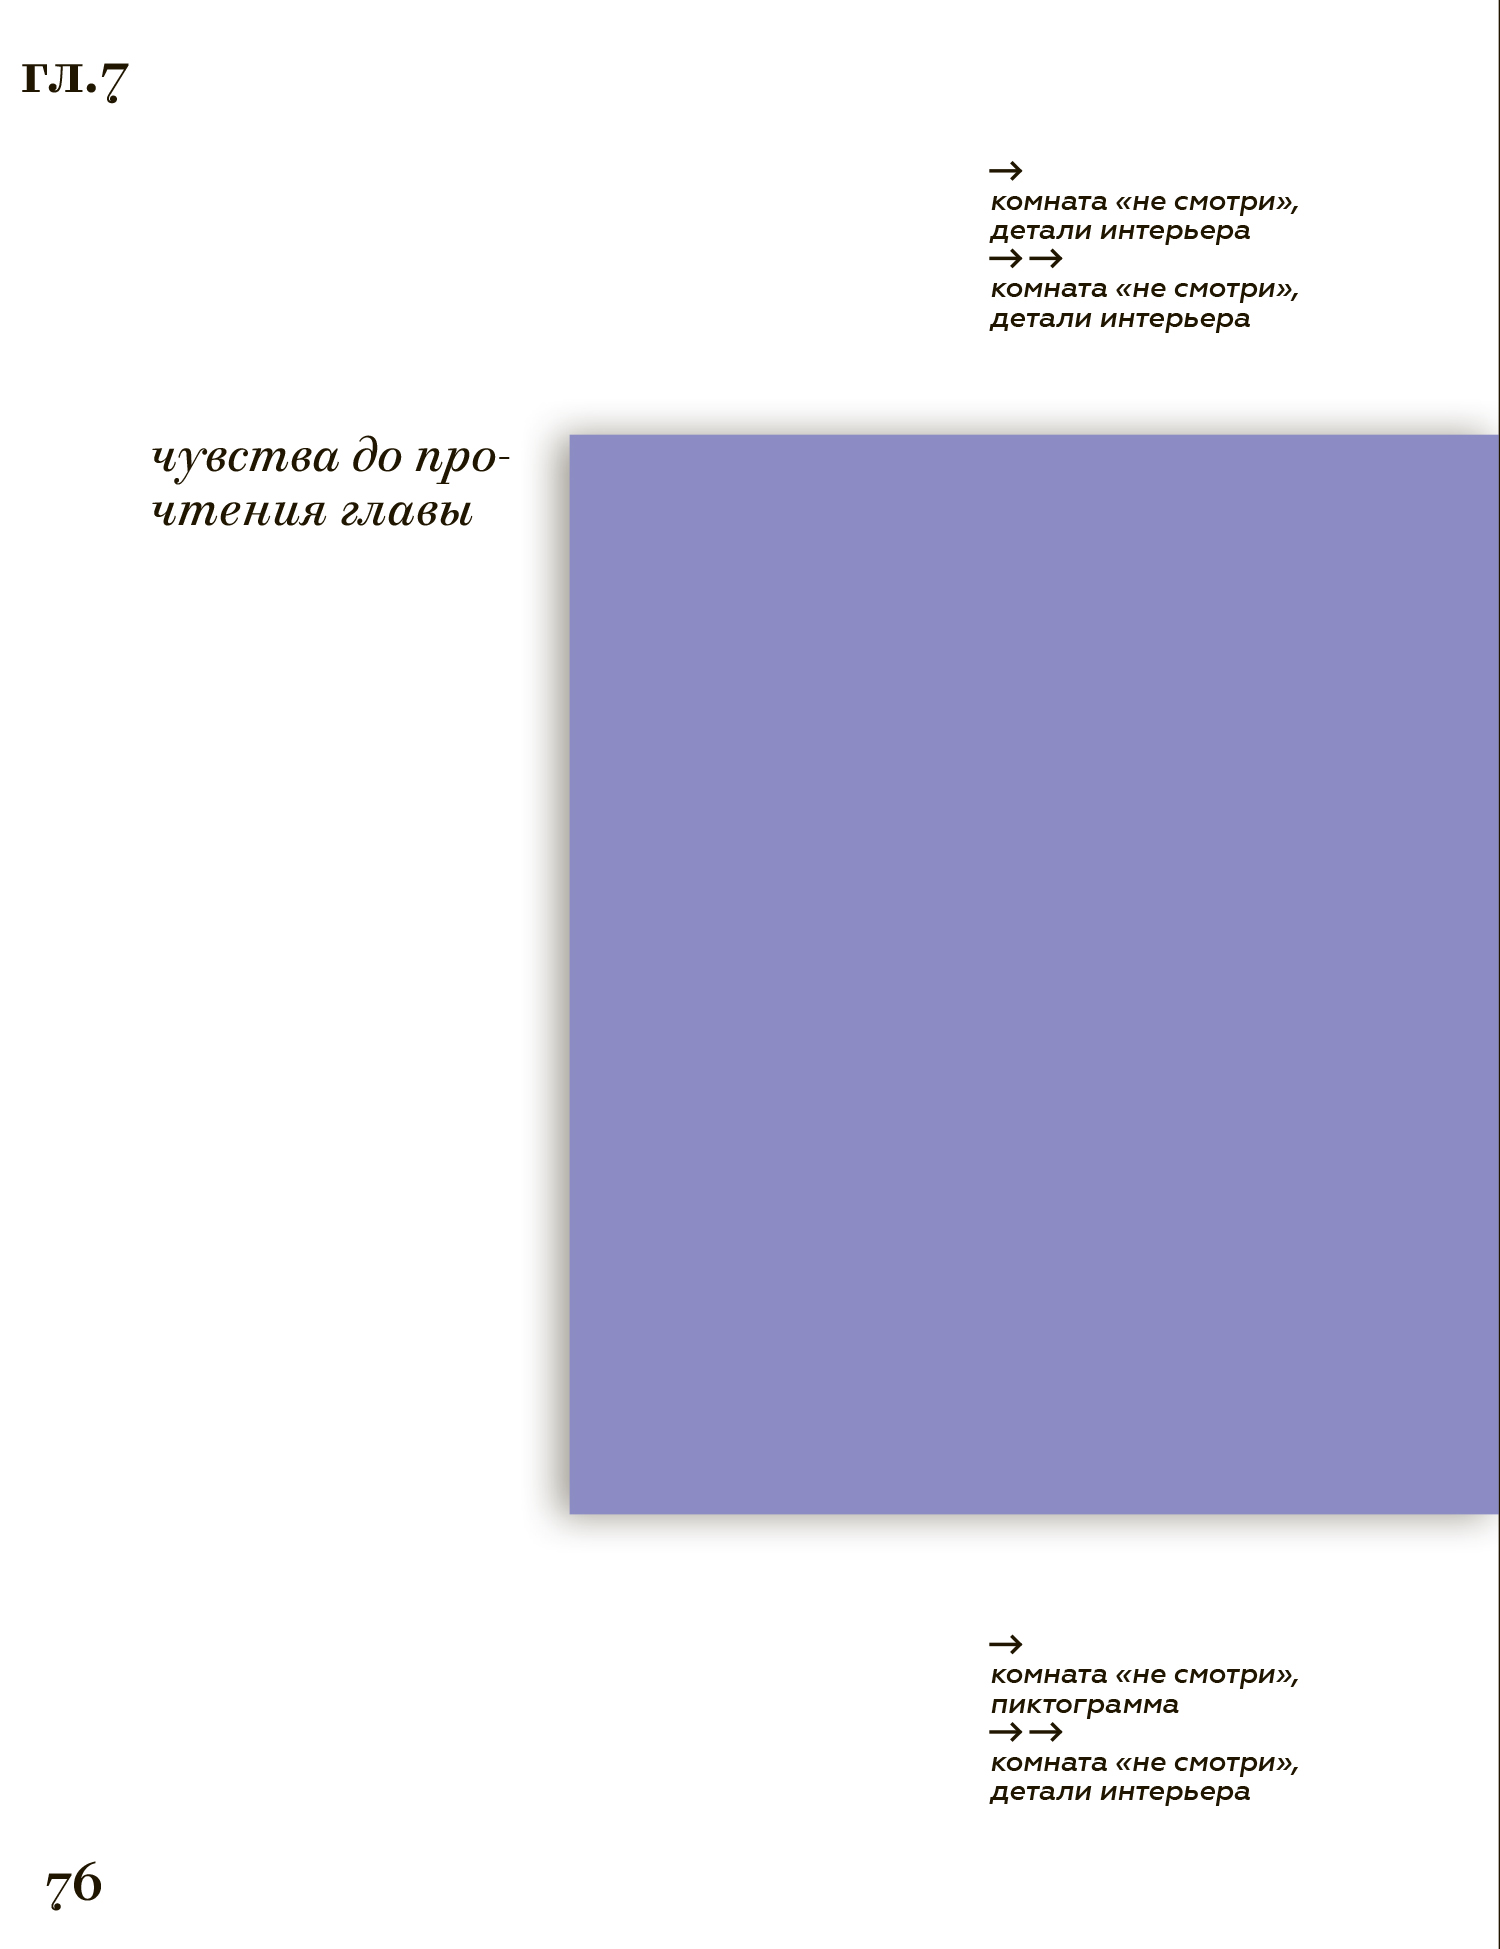 гл.7
→
комната «не смотри»,
детали интерьера
→→
комната «не смотри»,
детали интерьера
чувства до про-
чтения главы
→
комната «не смотри»,
пиктограмма
→→
комната «не смотри»,
детали интерьера
76